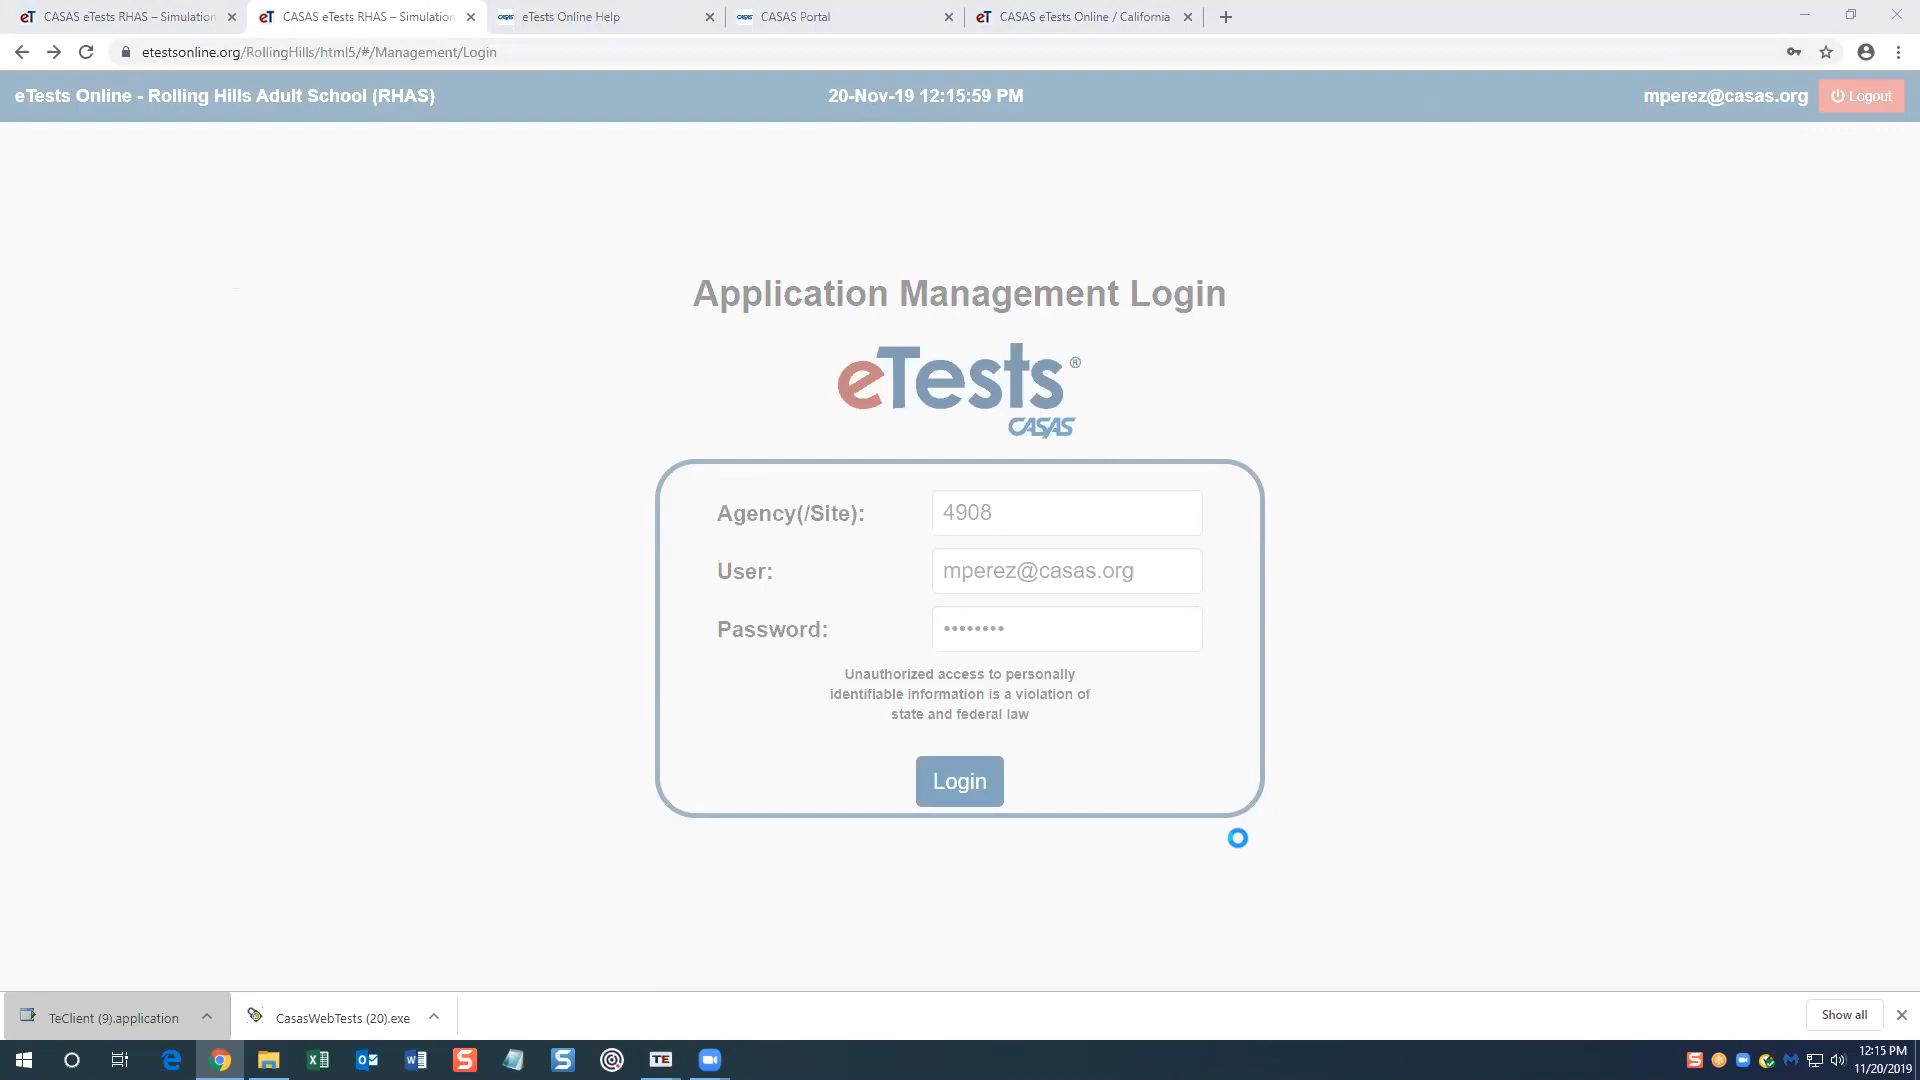 CASAS eTests RHAS – Simulation
CASAS eTests RHAS – Simulation
eTests Online Help
CASAS Portal
CASAS eTests Online / California
etestsonline.org/RollingHills/html5/#/Management/Login
eTests Online - Rolling Hills Adult School (RHAS)
20-Nov-19 12:15:59 PM
mperez@casas.org
Logout
Application Management Login
eTests®
CASAS
Agency(/Site):
4908
User:
mperez@casas.org
Password:
••••••••
Unauthorized access to personally
identifiable information is a violation of
state and federal law
Login
TeClient (9).application
CasasWebTests (20).exe
Show all
TE
12:15 PM
11/20/2019